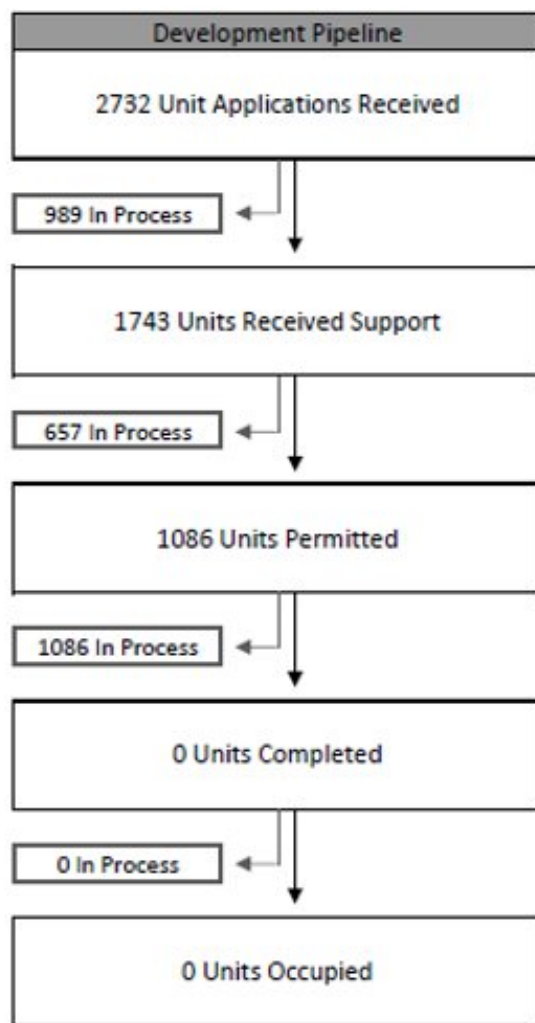 Development Pipeline
2732 Unit Applications Received
989 In Process
1743 Units Received Support
657 In Process
1086 Units Permitted
1086 In Process
0 Units Completed
0 In Process
0 Units Occupied